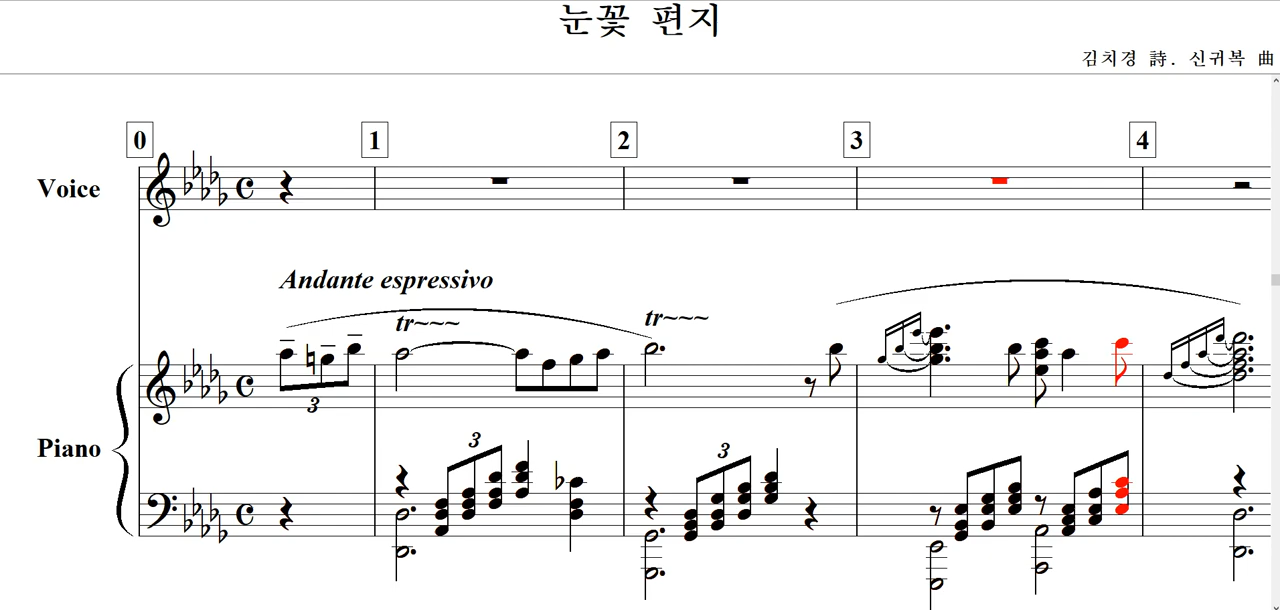 눈꽃 편지
김치경 詩. 신귀복 曲
0 1 2 3 4
Voice
Andante espressivo
tr tr
3
Piano
3 3